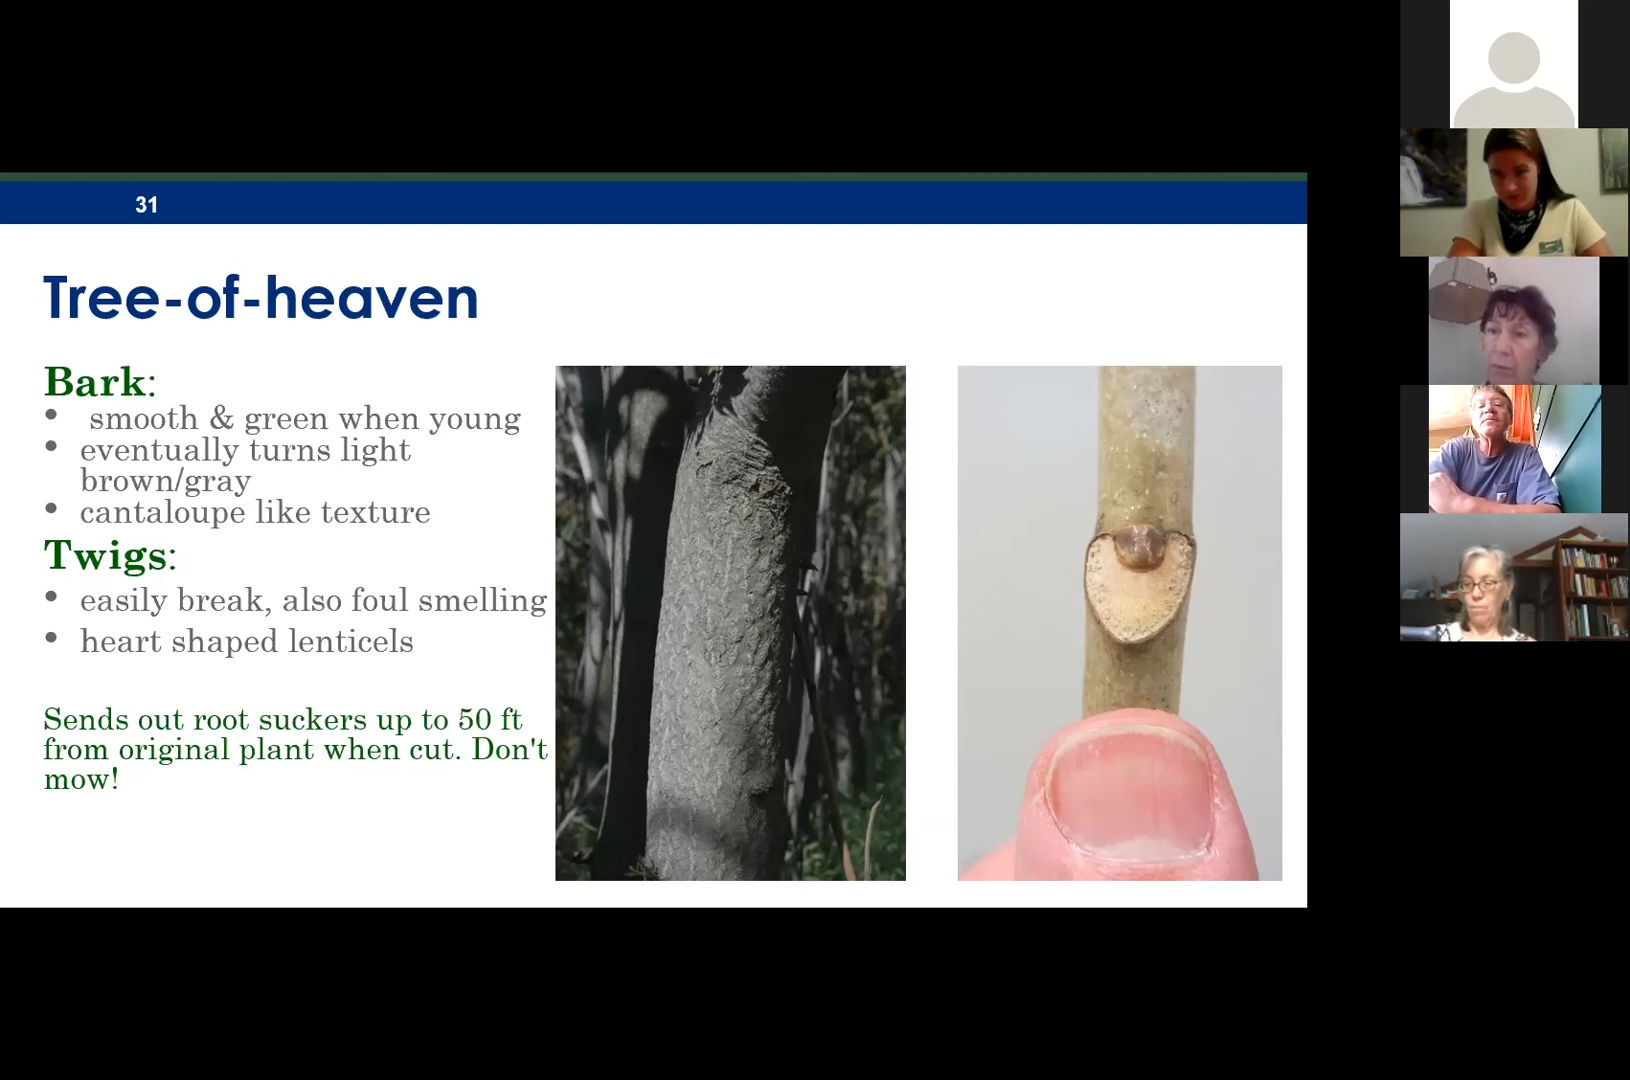 31
Tree-of-heaven
Bark:
• smooth & green when young
• eventually turns light
brown/gray
• cantaloupe like texture
Twigs:
• easily break, also foul smelling
• heart shaped lenticels
Sends out root suckers up to 50 ft
from original plant when cut. Don't
mow!